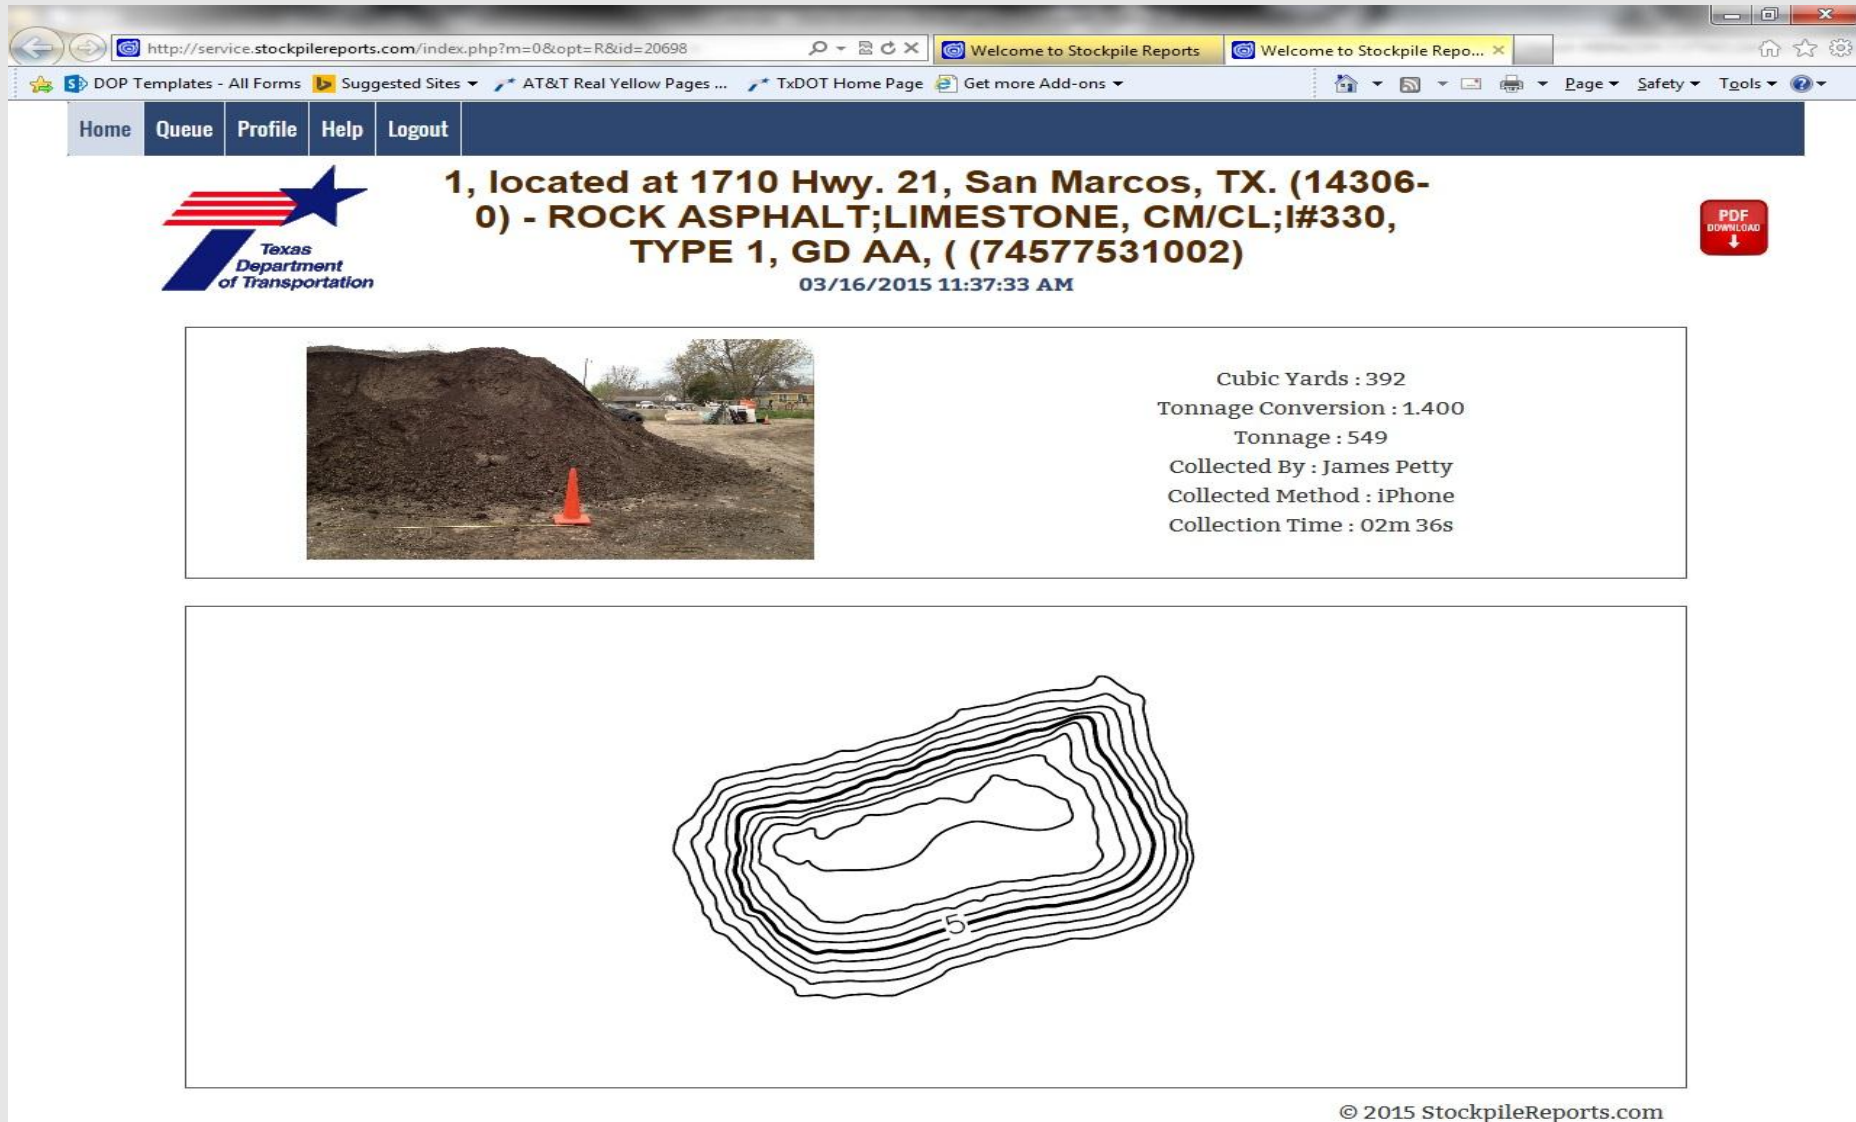 http://service.stockpilereports.com/index.php?m=0&opt=R&id=20698
Welcome to Stockpile Reports
Welcome to Stockpile Repo...
DOP Templates - All Forms
Suggested Sites
AT&T Real Yellow Pages ...
TxDOT Home Page
Get more Add-ons
Page
Safety
Tools
Home
Queue
Profile
Help
Logout
Texas
Department
of Transportation
1, located at 1710 Hwy. 21, San Marcos, TX. (14306-
0) - ROCK ASPHALT;LIMESTONE, CM/CL;I#330,
TYPE 1, GD AA, ( (74577531002)
03/16/2015 11:37:33 AM
PDF
DOWNLOAD
Cubic Yards : 392
Tonnage Conversion : 1.400
Tonnage : 549
Collected By : James Petty
Collected Method : iPhone
Collection Time : 02m 36s
5
© 2015 StockpileReports.com